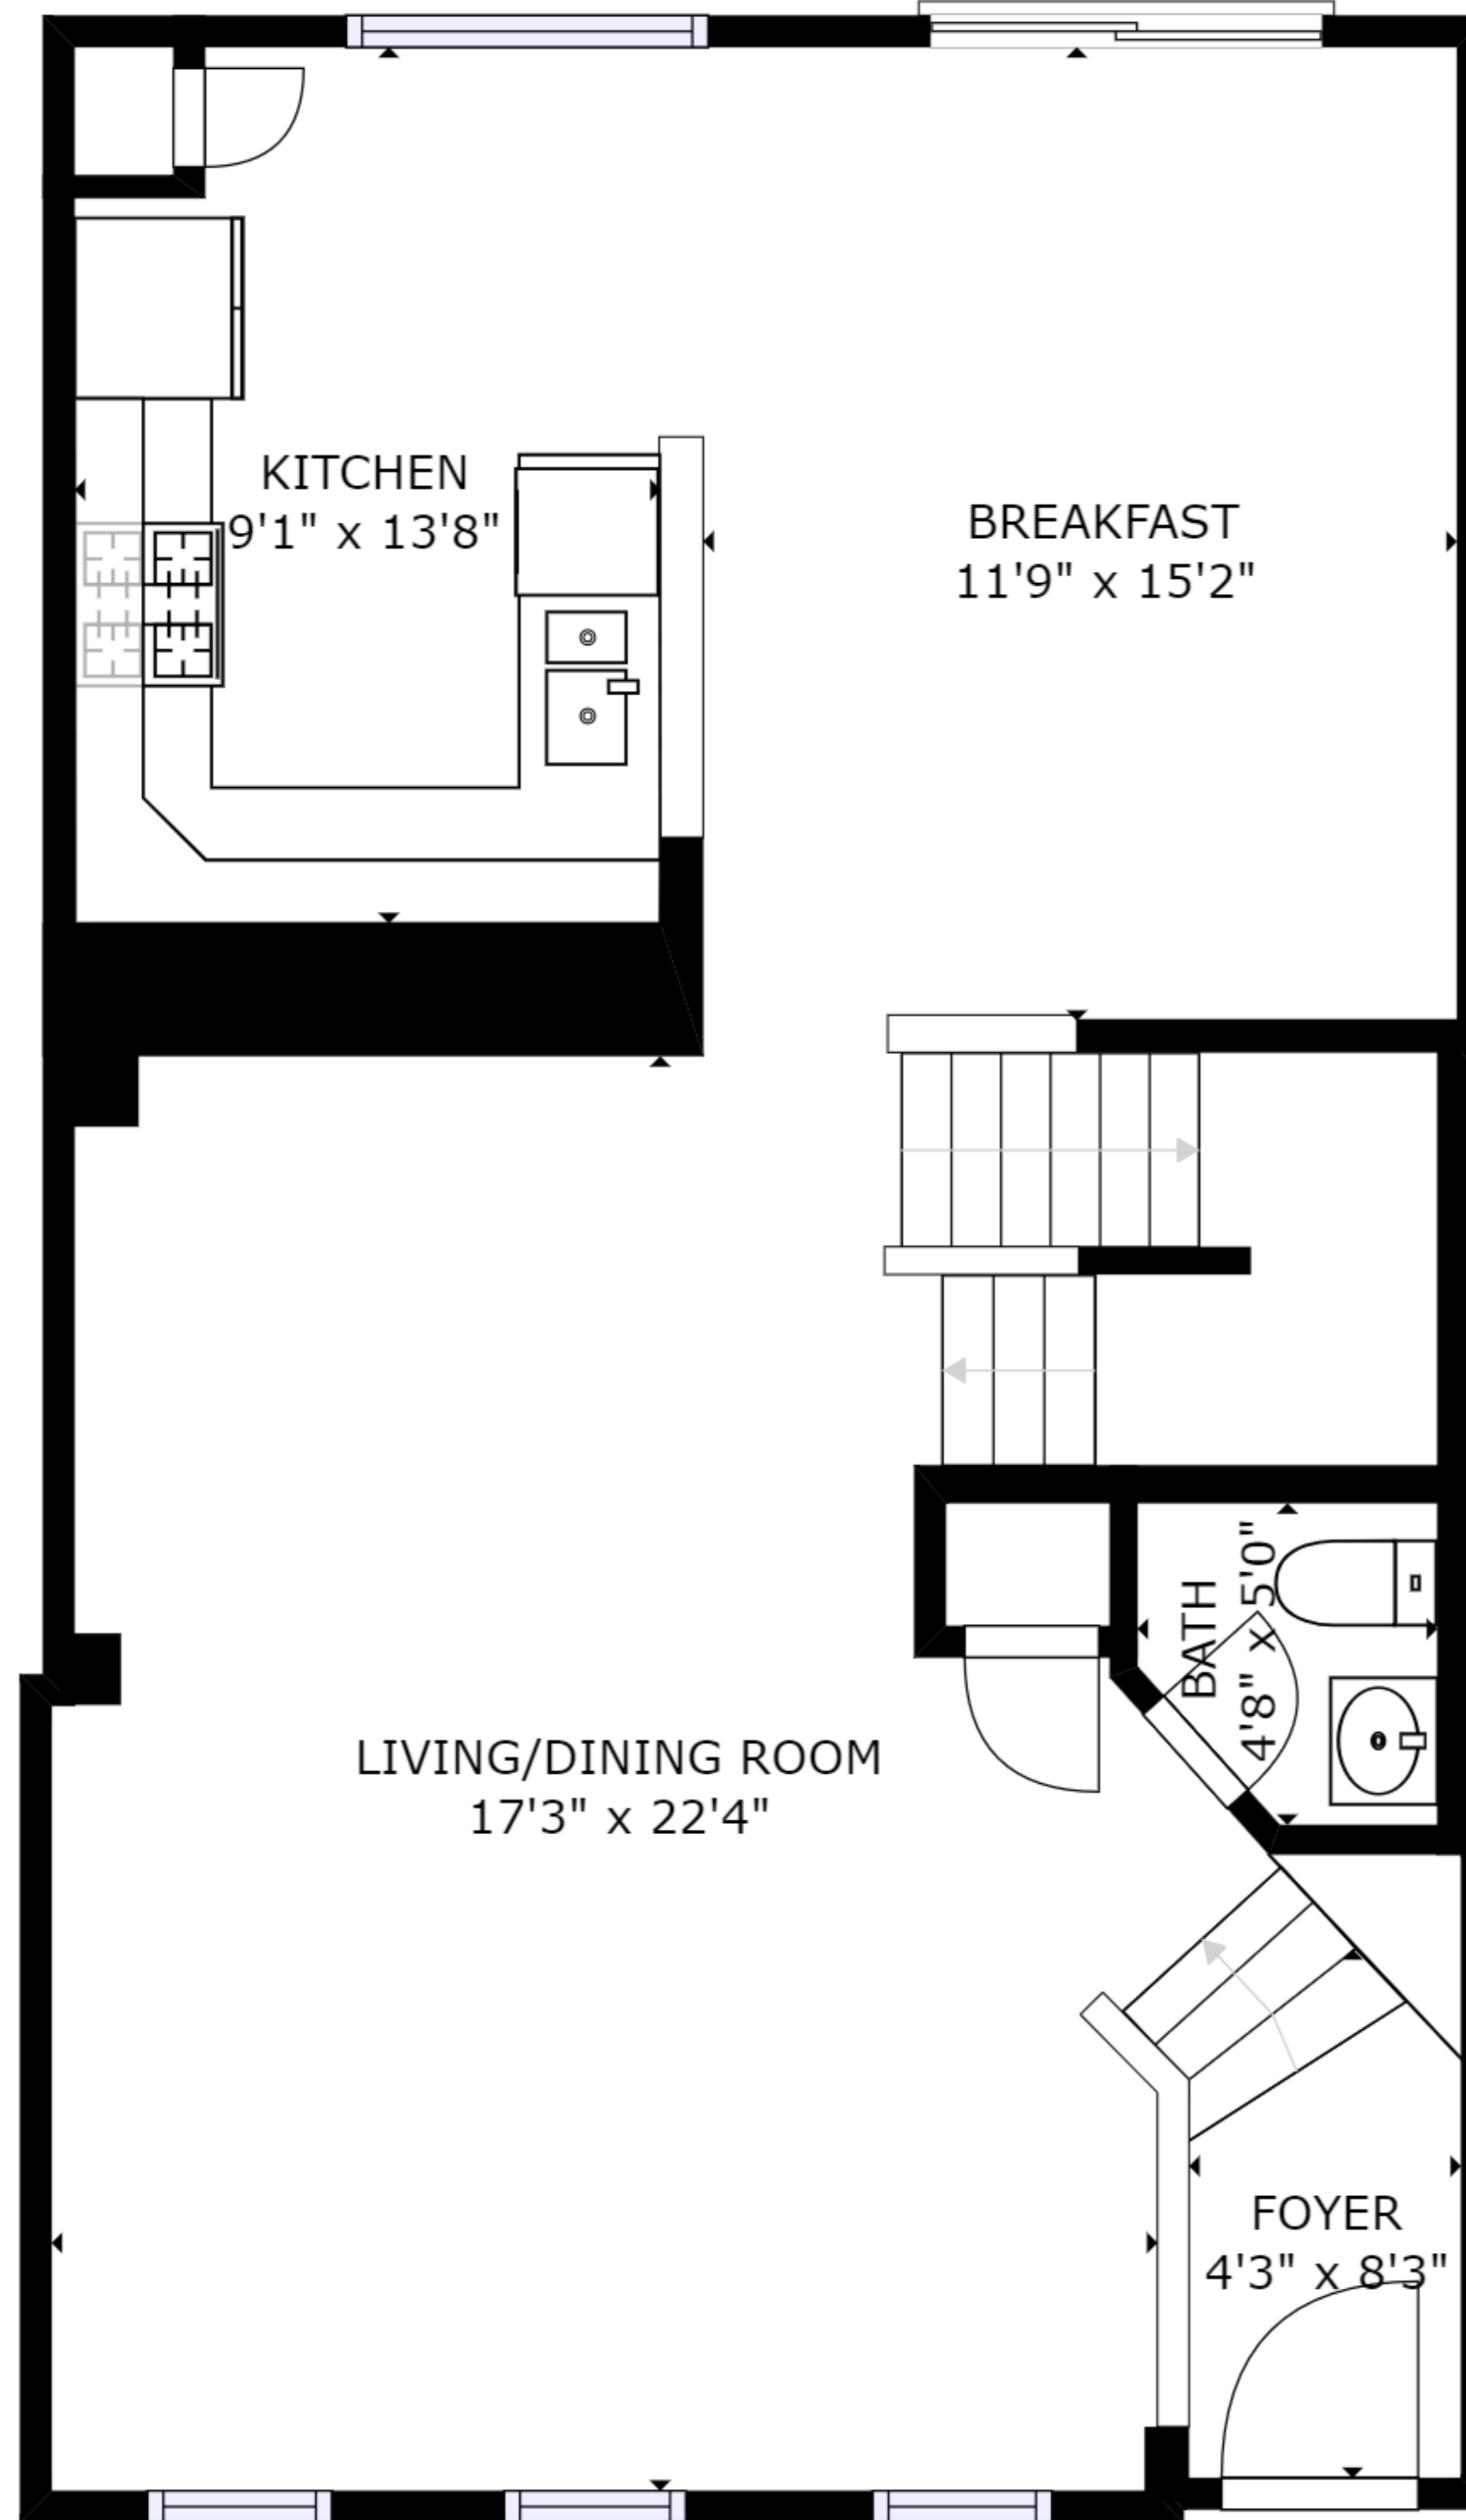 KITCHEN
9'1" x 13'8"
BREAKFAST
11'9" x 15'2"
BATH
4'8" x 5'0"
LIVING/DINING ROOM
17'3" x 22'4"
FOYER
4'3" x 8'3"